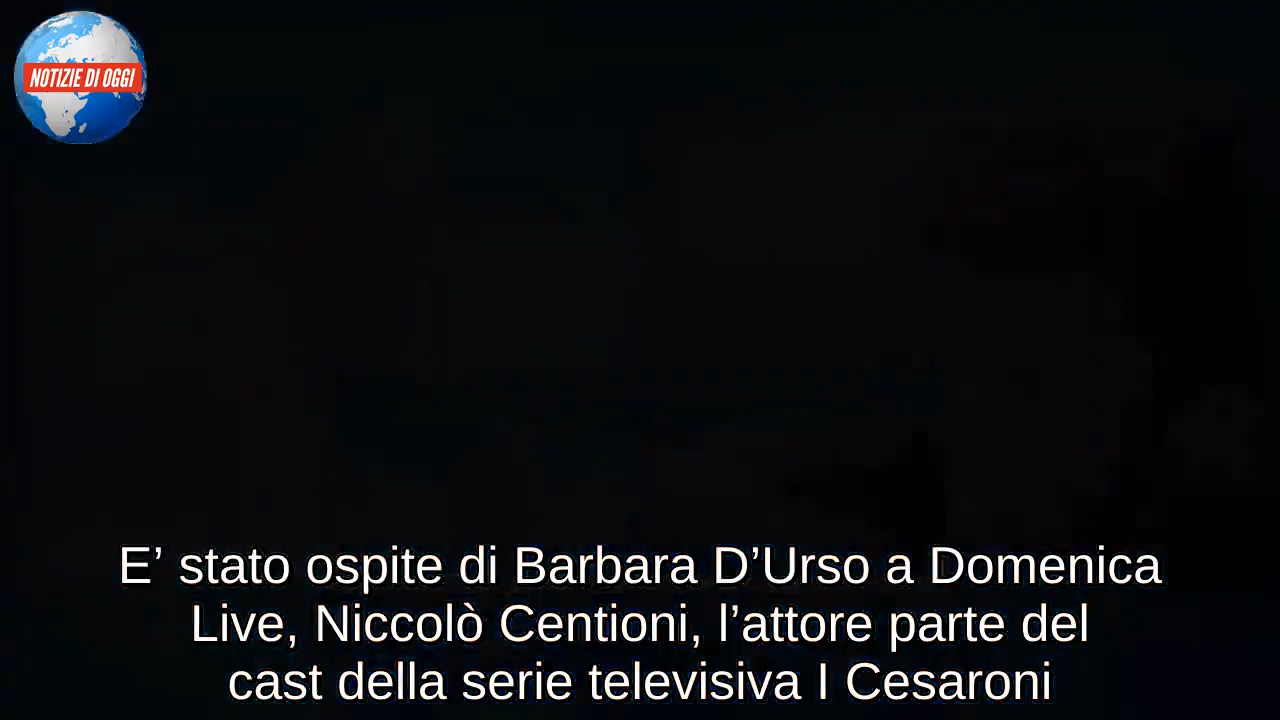 NOTIZIE DI OGGI
E’ stato ospite di Barbara D’Urso a Domenica
Live, Niccolò Centioni, l’attore parte del
cast della serie televisiva I Cesaroni